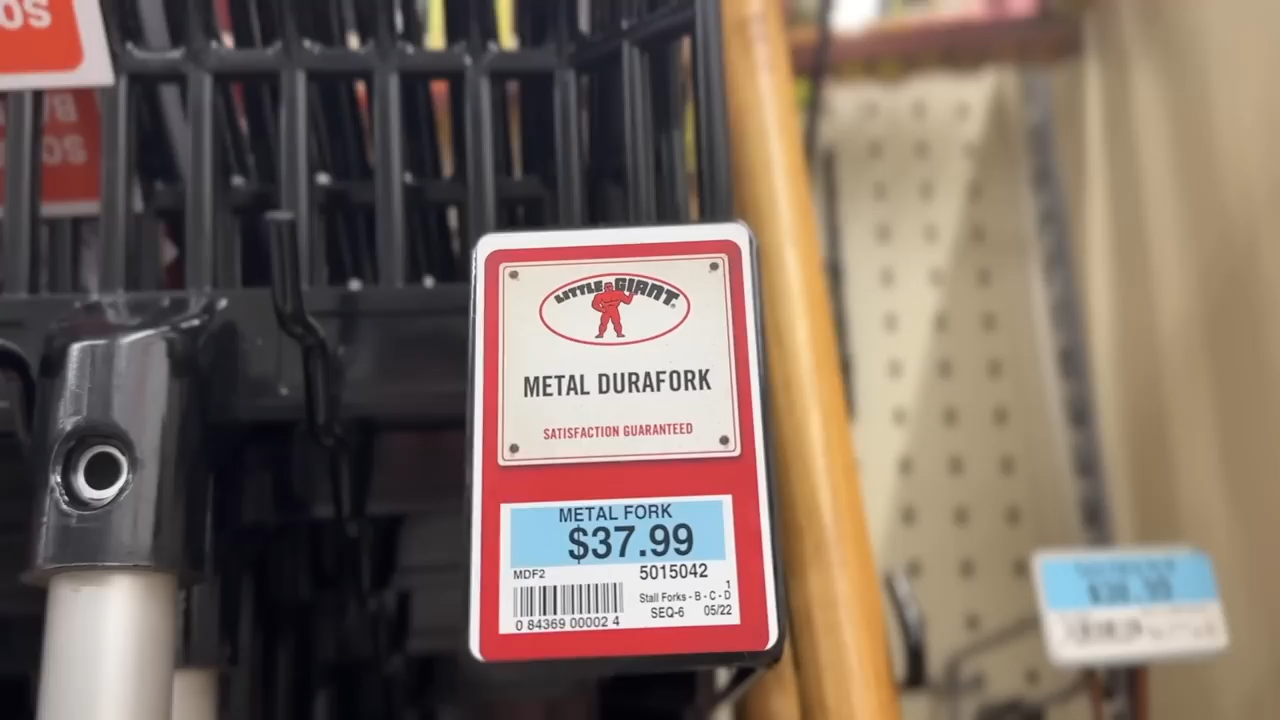 SO
LITTLE GIANT®
METAL DURAFORK
SATISFACTION GUARANTEED
METAL FORK
$37.99
MDF2
5015042
1
Stall Forks - B - C - D
SEQ-6 05/22
0 84369 00002 4